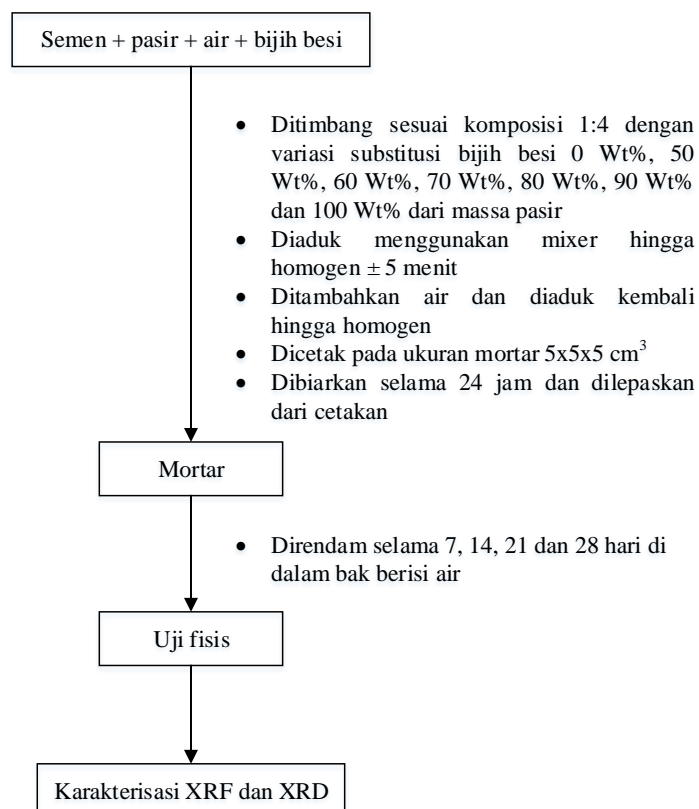 Semen + pasir + air + bijih besi
• Ditimbang sesuai komposisi 1:4 dengan
variasi substitusi bijih besi 0 Wt%, 50
Wt%, 60 Wt%, 70 Wt%, 80 Wt%, 90 Wt%
dan 100 Wt% dari massa pasir
• Diaduk menggunakan mixer hingga
homogen ± 5 menit
• Ditambahkan air dan diaduk kembali
hingga homogen
• Dicetak pada ukuran mortar 5x5x5 cm³
• Dibiarkan selama 24 jam dan dilepaskan
dari cetakan
Mortar
• Direndam selama 7, 14, 21 dan 28 hari di
dalam bak berisi air
Uji fisis
Karakterisasi XRF dan XRD